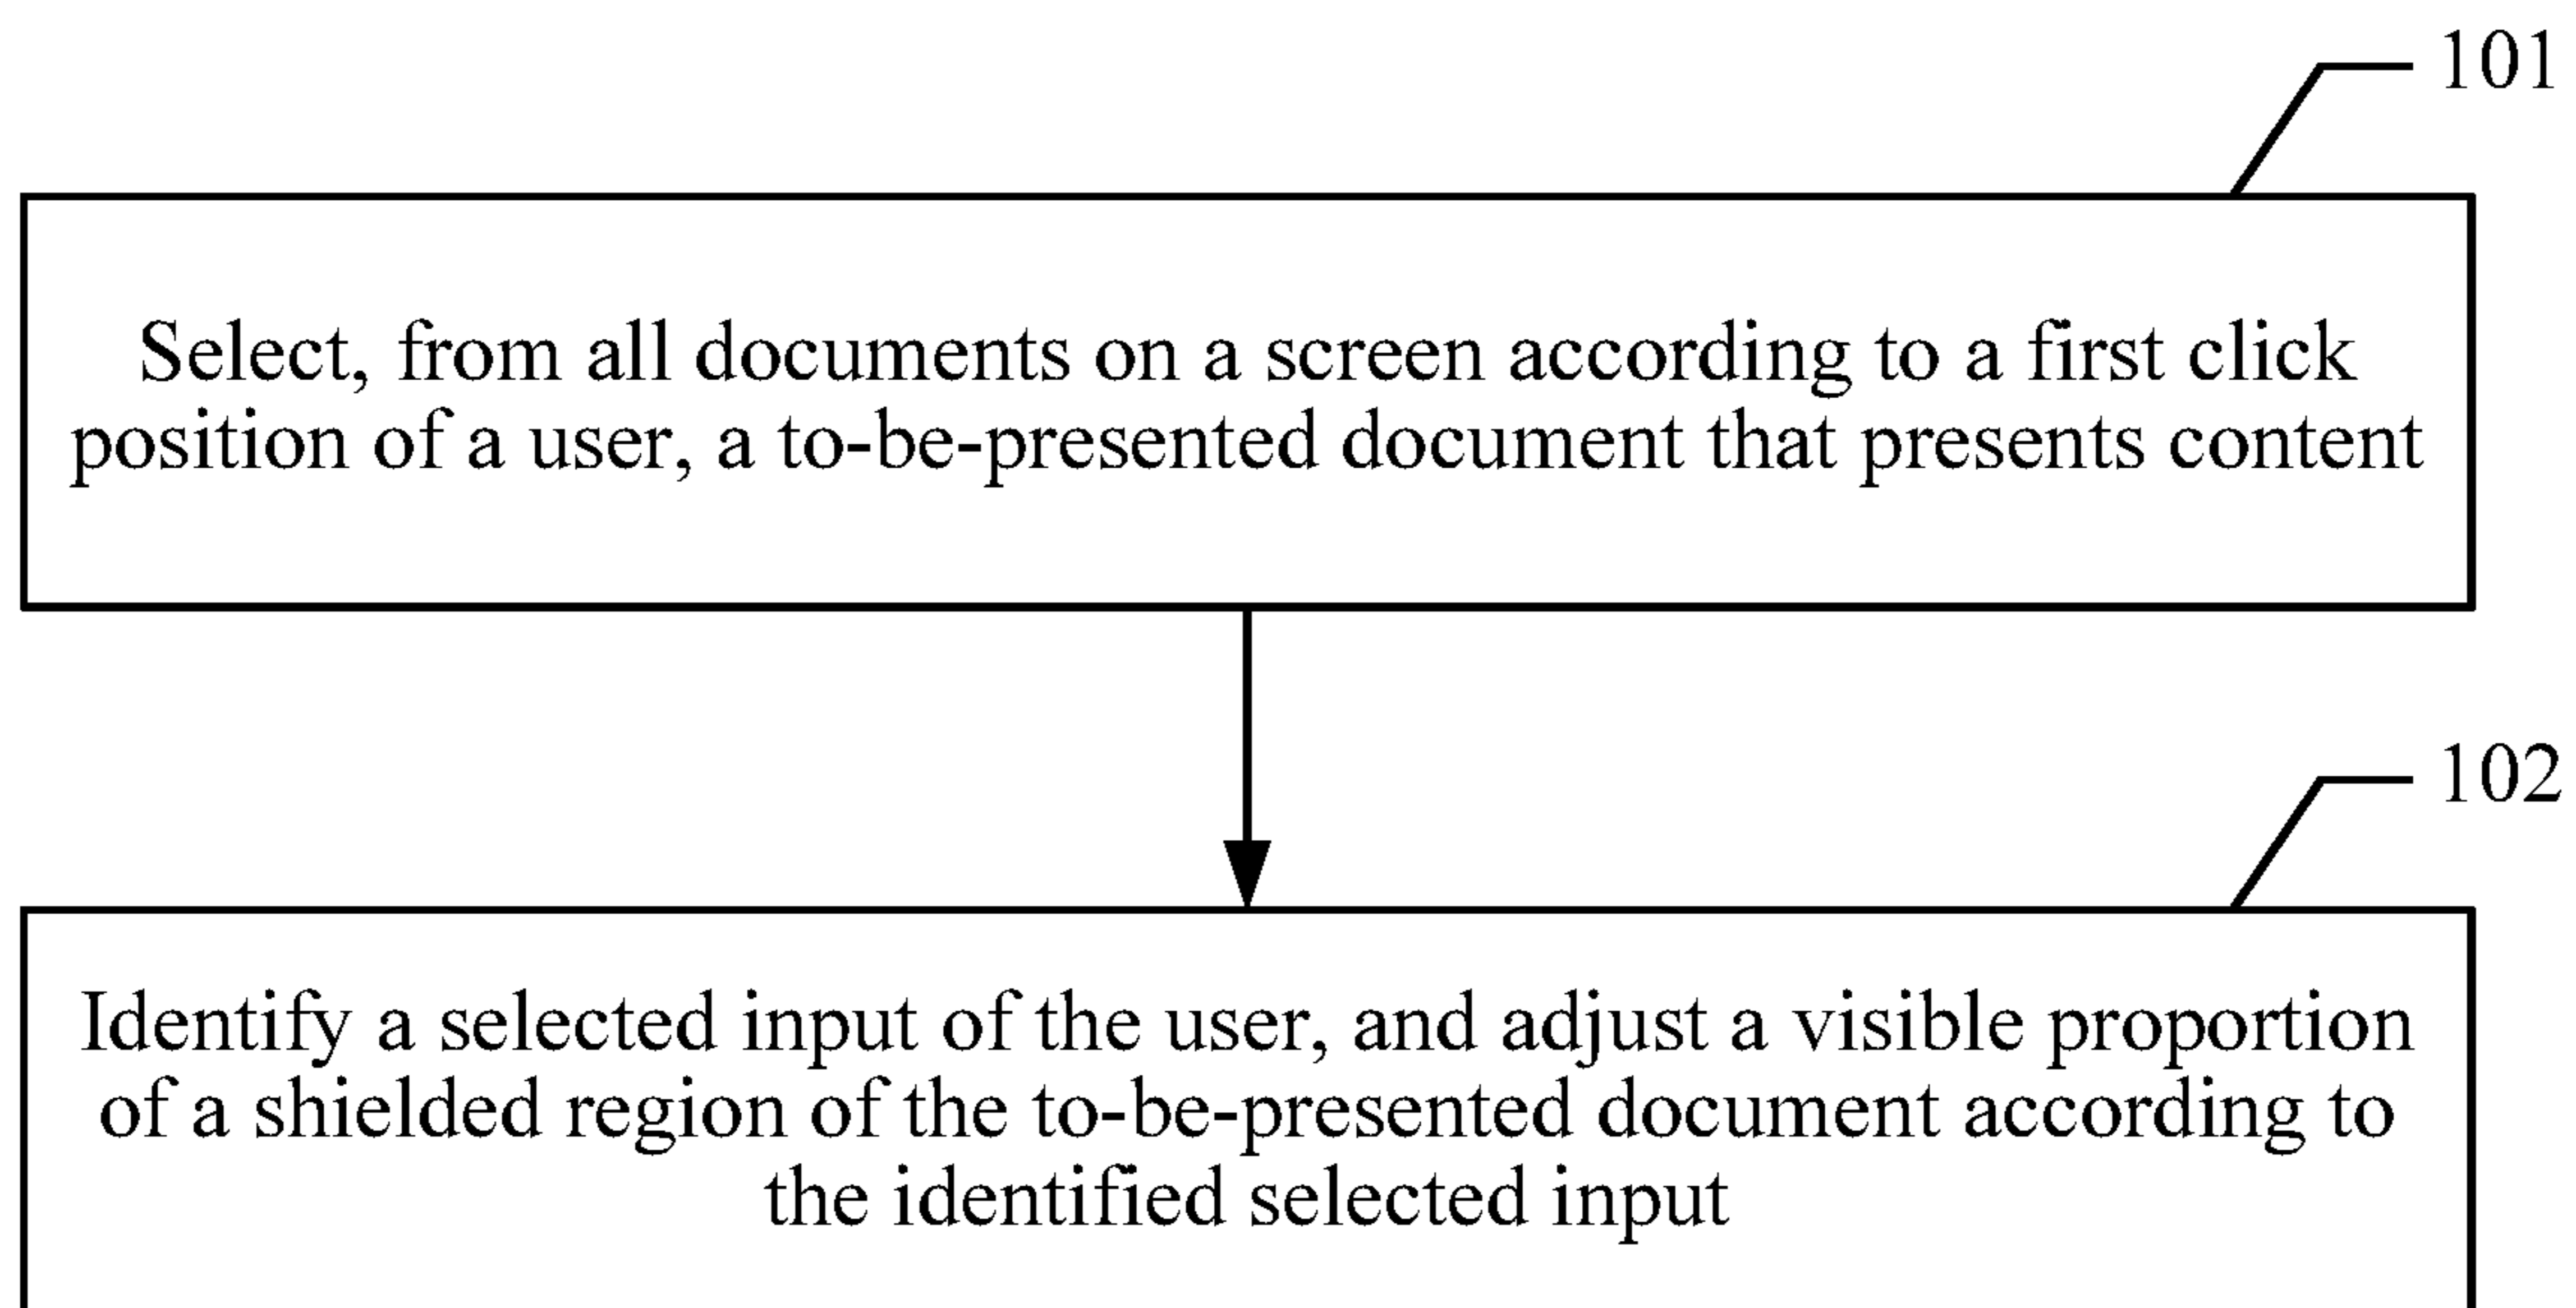 101
Select, from all documents on a screen according to a first click
position of a user, a to-be-presented document that presents content
102
Identify a selected input of the user, and adjust a visible proportion
of a shielded region of the to-be-presented document according to
the identified selected input